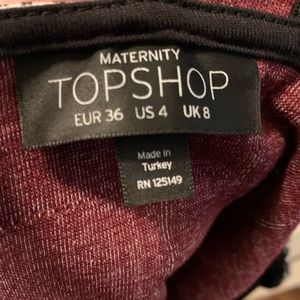 MATERNITY
TOPSHOP
EUR 36 US 4 UK 8
Made in
Turkey
RN 125149